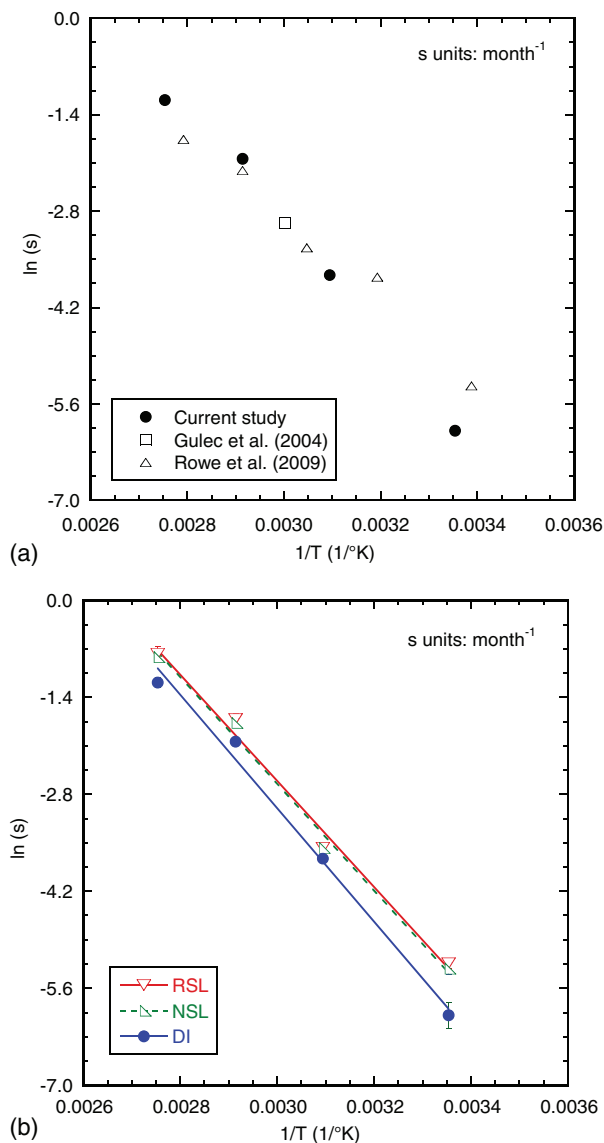 0.0
-1.4
-2.8
-4.2
-5.6
-7.0
ln (s)
s units: month⁻¹
Current study
Gulec et al. (2004)
Rowe et al. (2009)
0.0026 0.0028 0.0030 0.0032 0.0034 0.0036
(a)
1/T (1/°K)
0.0
-1.4
-2.8
-4.2
-5.6
-7.0
ln (s)
s units: month⁻¹
RSL
NSL
DI
0.0026 0.0028 0.0030 0.0032 0.0034 0.0036
(b)
1/T (1/°K)